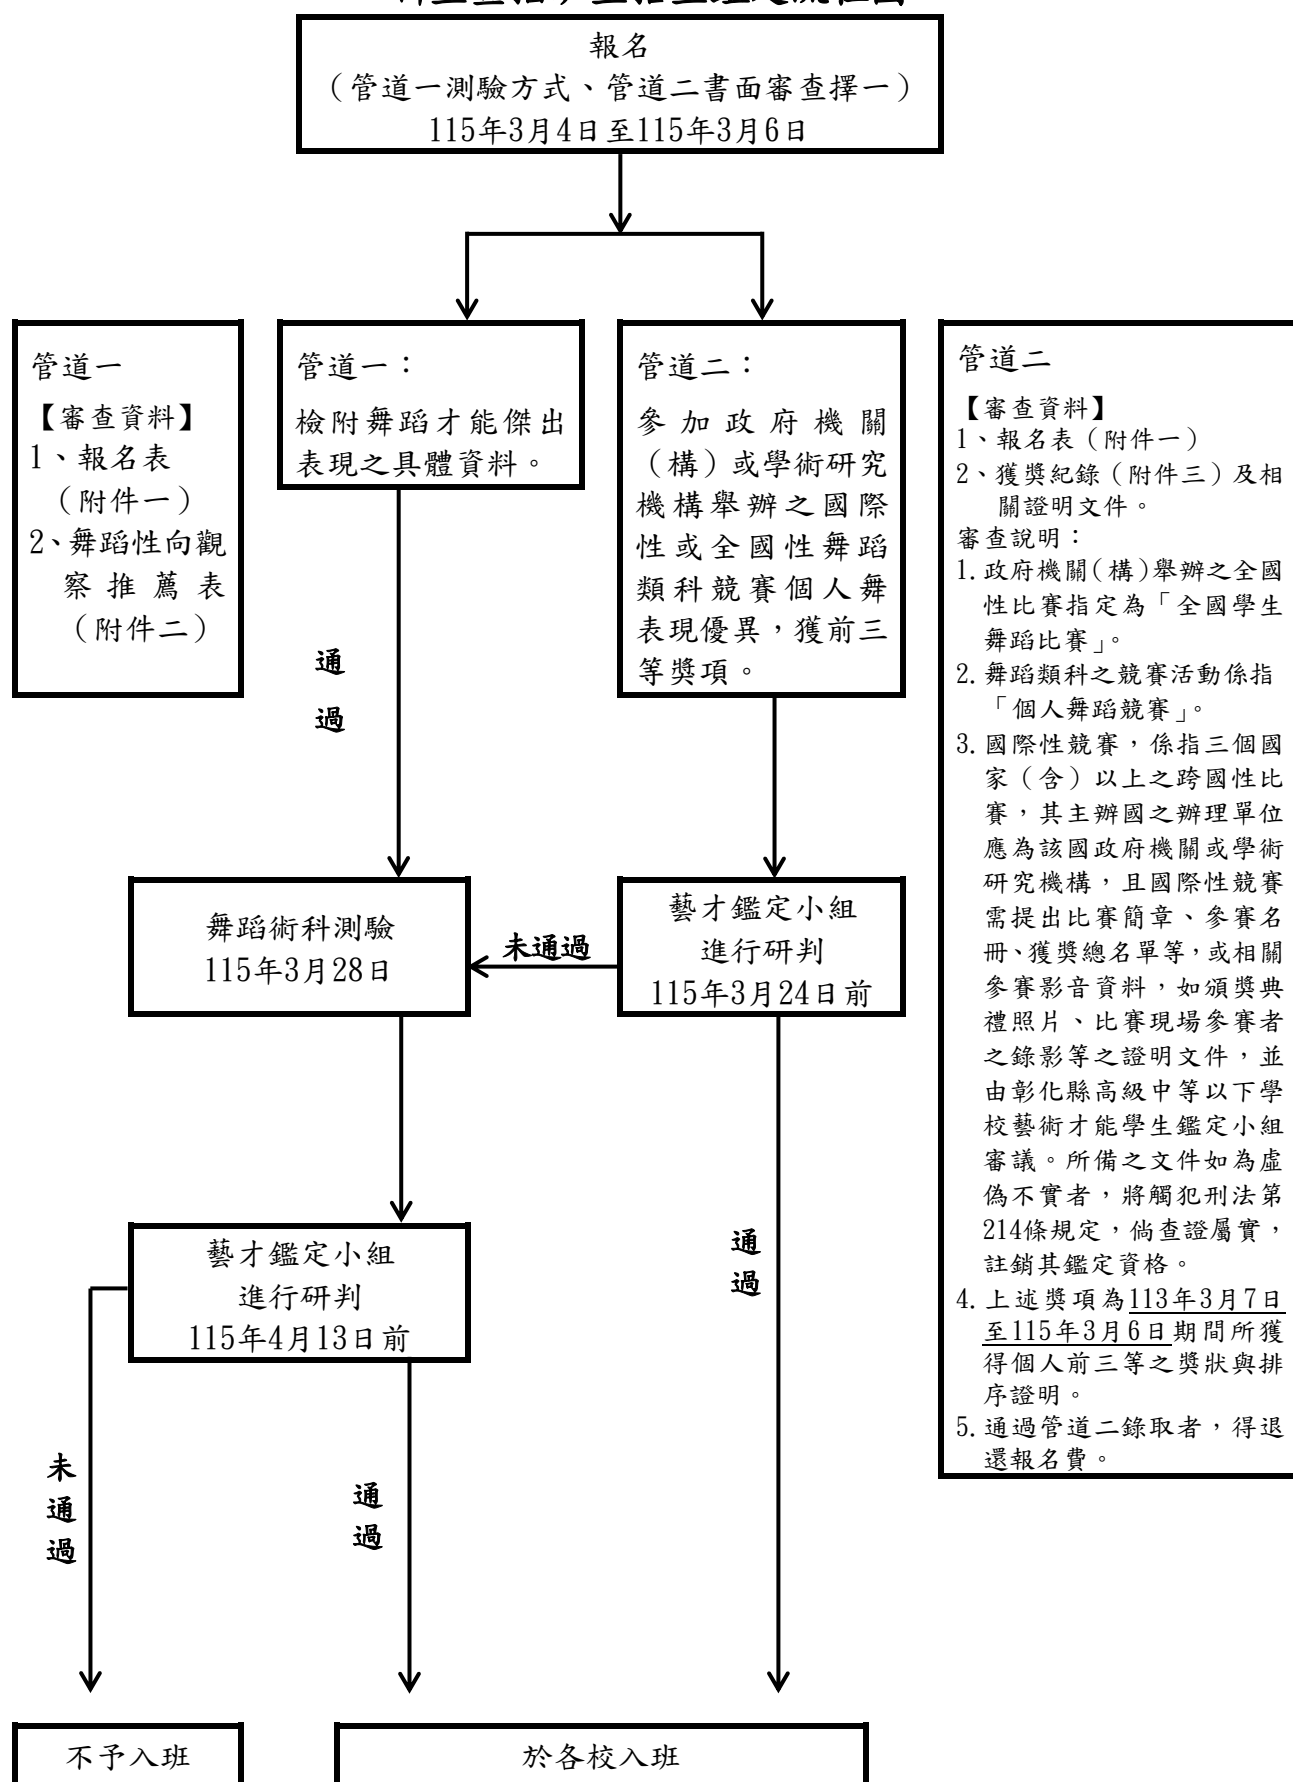 報名
（管道一測驗方式、管道二書面審查擇一）
115年3月4日至115年3月6日
管道一
【審查資料】
1、報名表
（附件一）
2、舞蹈性向觀
察推薦表
（附件二）
管道一：
檢附舞蹈才能傑出
表現之具體資料。
管道二：
參加政府機關
（構）或學術研究
機構舉辦之國際
性或全國性舞蹈
類科競賽個人舞
表現優異，獲前三
等獎項。
管道二
【審查資料】
1、報名表（附件一）
2、獲獎紀錄（附件三）及相
關證明文件。
審查說明：
1.政府機關(構)舉辦之全國
性比賽指定為「全國學生
舞蹈比賽」。
2.舞蹈類科之競賽活動係指
「個人舞蹈競賽」。
3.國際性競賽，係指三個國
家（含）以上之跨國性比
賽，其主辦國之辦理單位
應為該國政府機關或學術
研究機構，且國際性競賽
需提出比賽簡章、參賽名
冊、獲獎總名單等，或相關
參賽影音資料，如頒獎典
禮照片、比賽現場參賽者
之錄影等之證明文件，並
由彰化縣高級中等以下學
校藝術才能學生鑑定小組
審議。所備之文件如為虛
偽不實者，將觸犯刑法第
214條規定，倘查證屬實，
註銷其鑑定資格。
4.上述獎項為113年3月7日
至115年3月6日期間所獲
得個人前三等之獎狀與排
序證明。
5.通過管道二錄取者，得退
還報名費。
通
過
舞蹈術科測驗
115年3月28日
未通過
藝才鑑定小組
進行研判
115年3月24日前
藝才鑑定小組
進行研判
115年4月13日前
通
過
未
通
過
通
過
不予入班
於各校入班